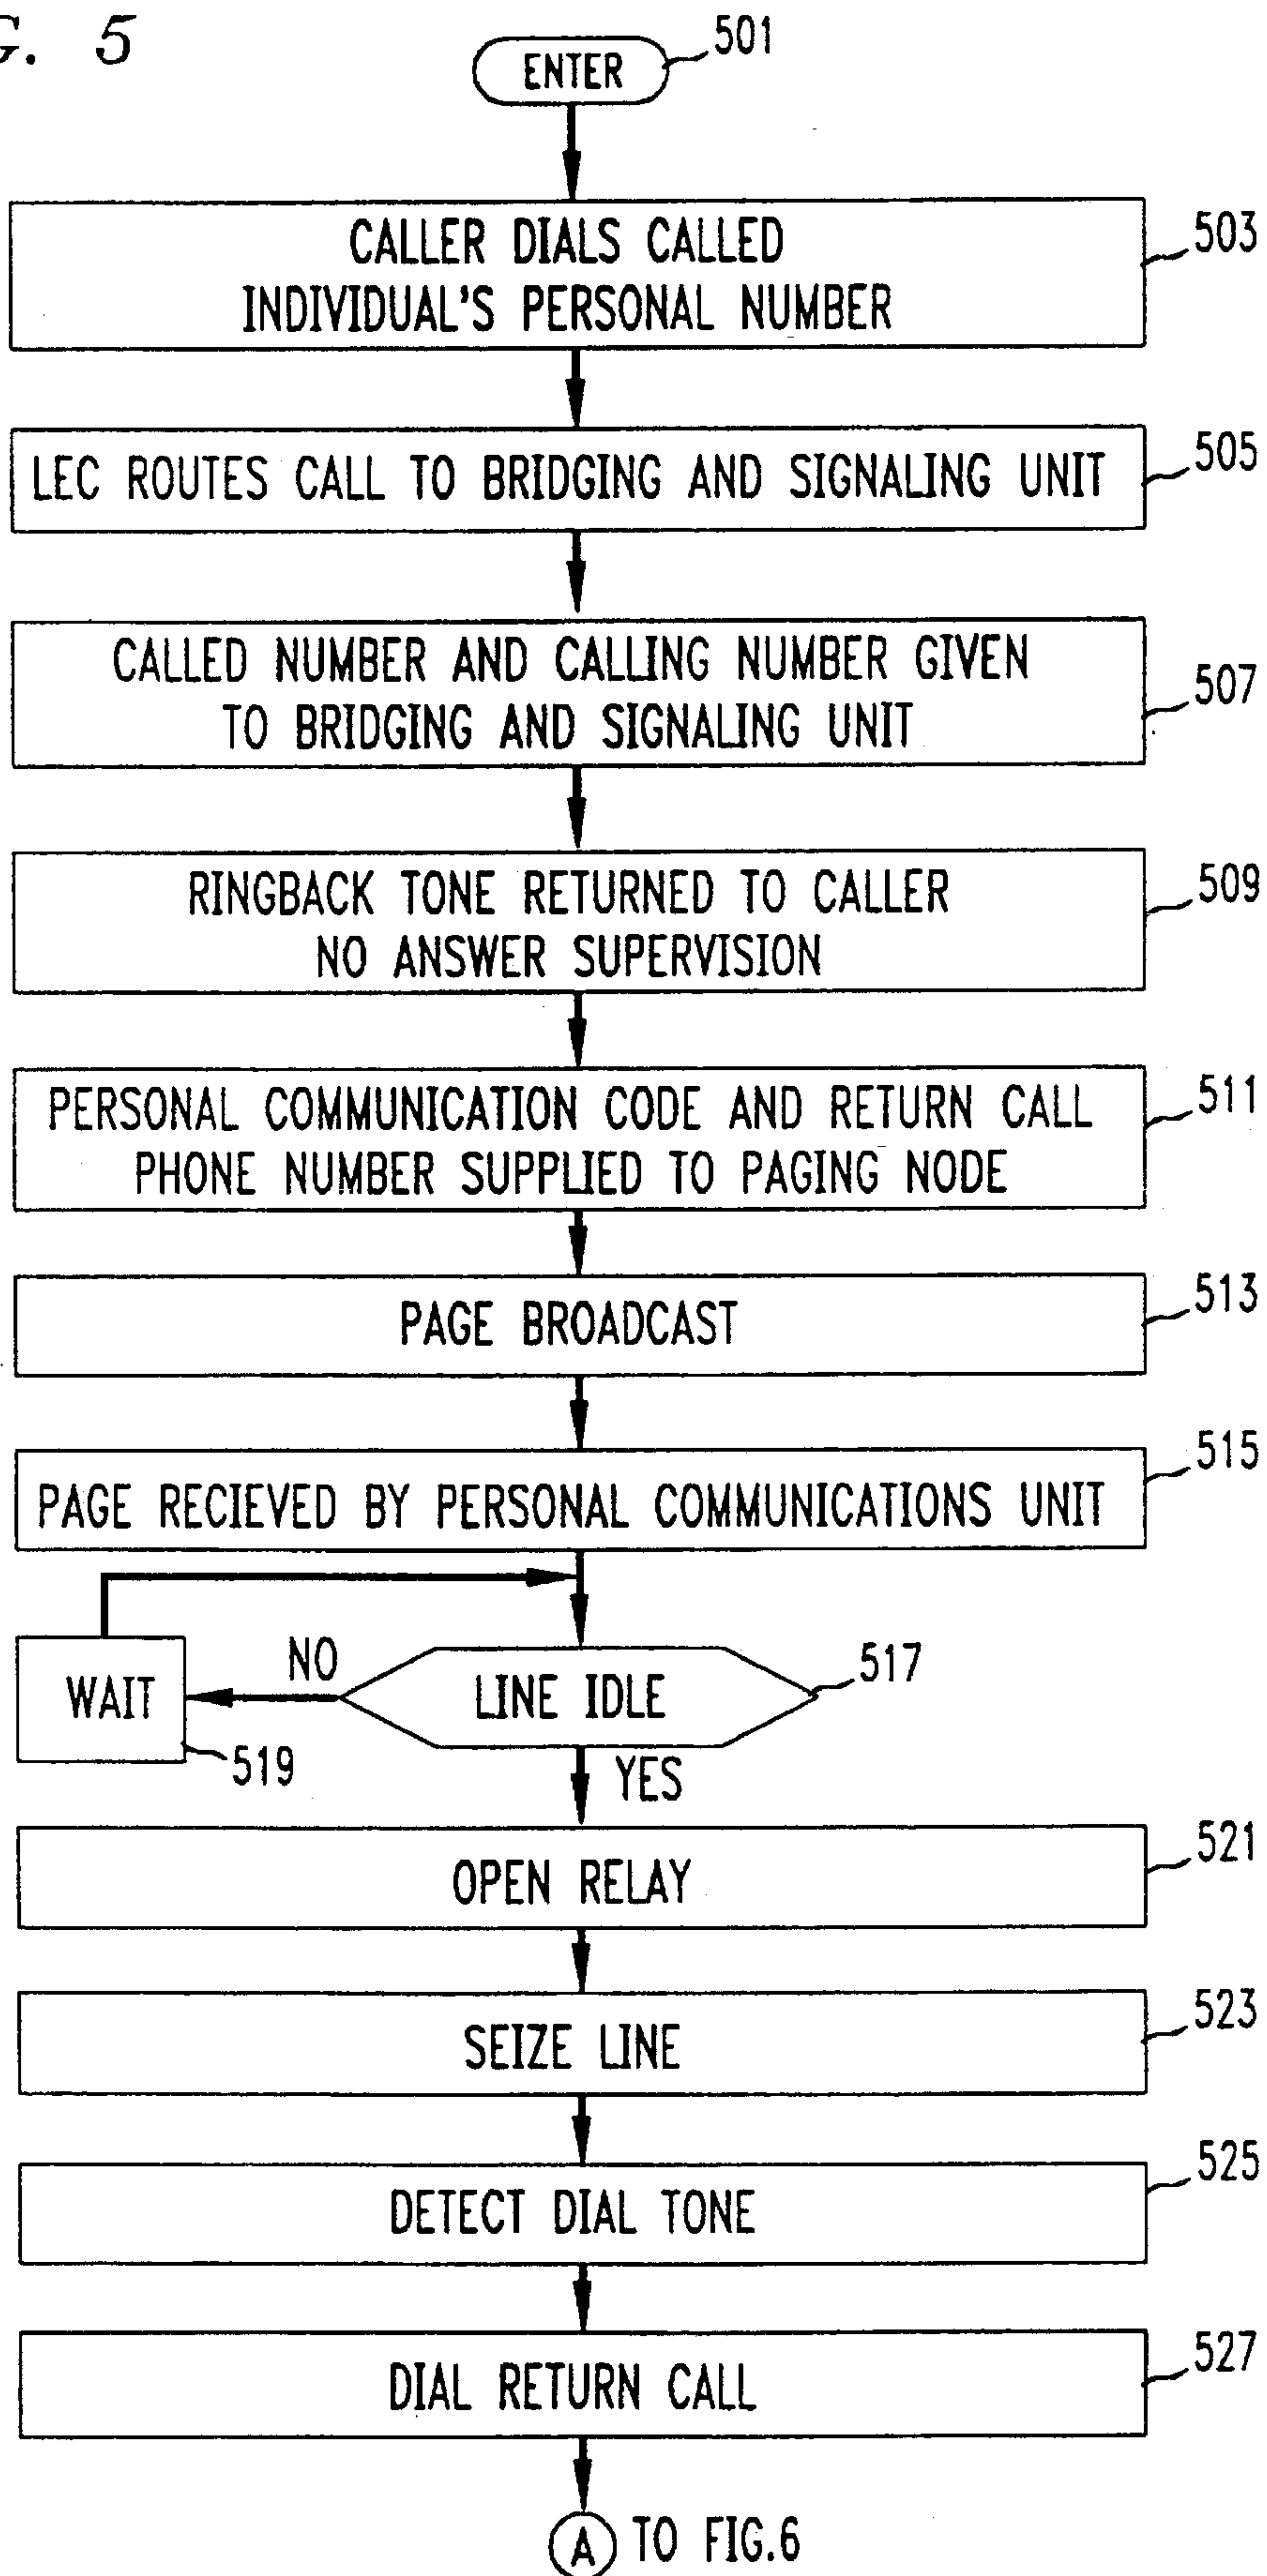 G. 5
ENTER
501
CALLER DIALS CALLED
INDIVIDUAL'S PERSONAL NUMBER
503
LEC ROUTES CALL TO BRIDGING AND SIGNALING UNIT
505
CALLED NUMBER AND CALLING NUMBER GIVEN
TO BRIDGING AND SIGNALING UNIT
507
RINGBACK TONE RETURNED TO CALLER
NO ANSWER SUPERVISION
509
PERSONAL COMMUNICATION CODE AND RETURN CALL
PHONE NUMBER SUPPLIED TO PAGING NODE
511
PAGE BROADCAST
513
PAGE RECIEVED BY PERSONAL COMMUNICATIONS UNIT
515
WAIT
519
NO
LINE IDLE
517
YES
OPEN RELAY
521
SEIZE LINE
523
DETECT DIAL TONE
525
DIAL RETURN CALL
527
A TO FIG.6